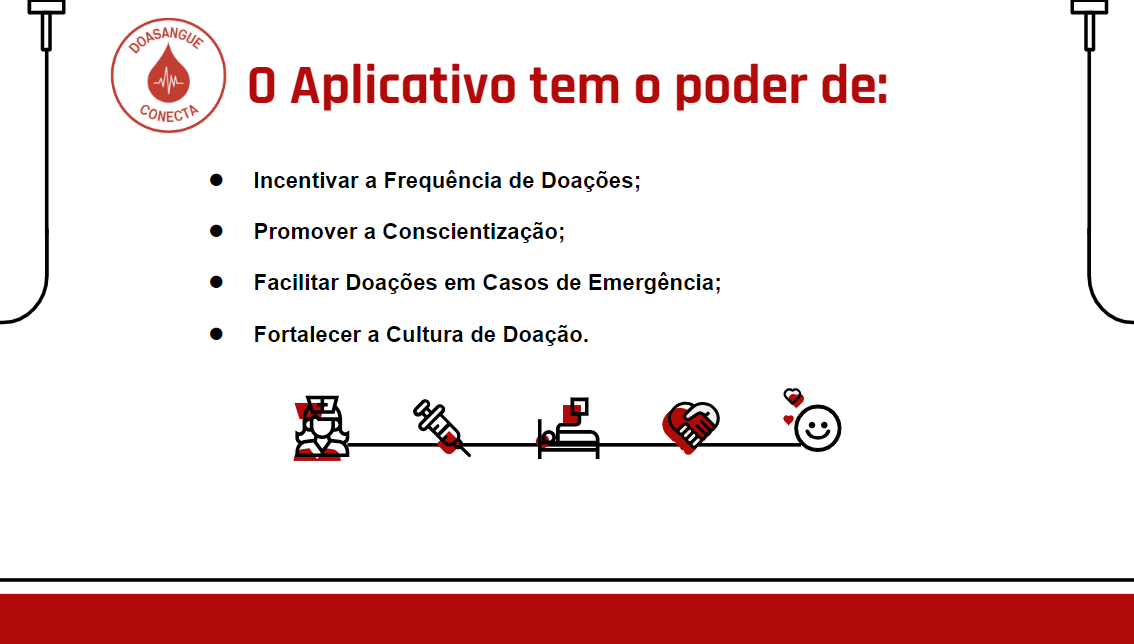 DOASANGUE
CONECTA
O Aplicativo tem o poder de:
● Incentivar a Frequência de Doações;
● Promover a Conscientização;
● Facilitar Doações em Casos de Emergência;
● Fortalecer a Cultura de Doação.